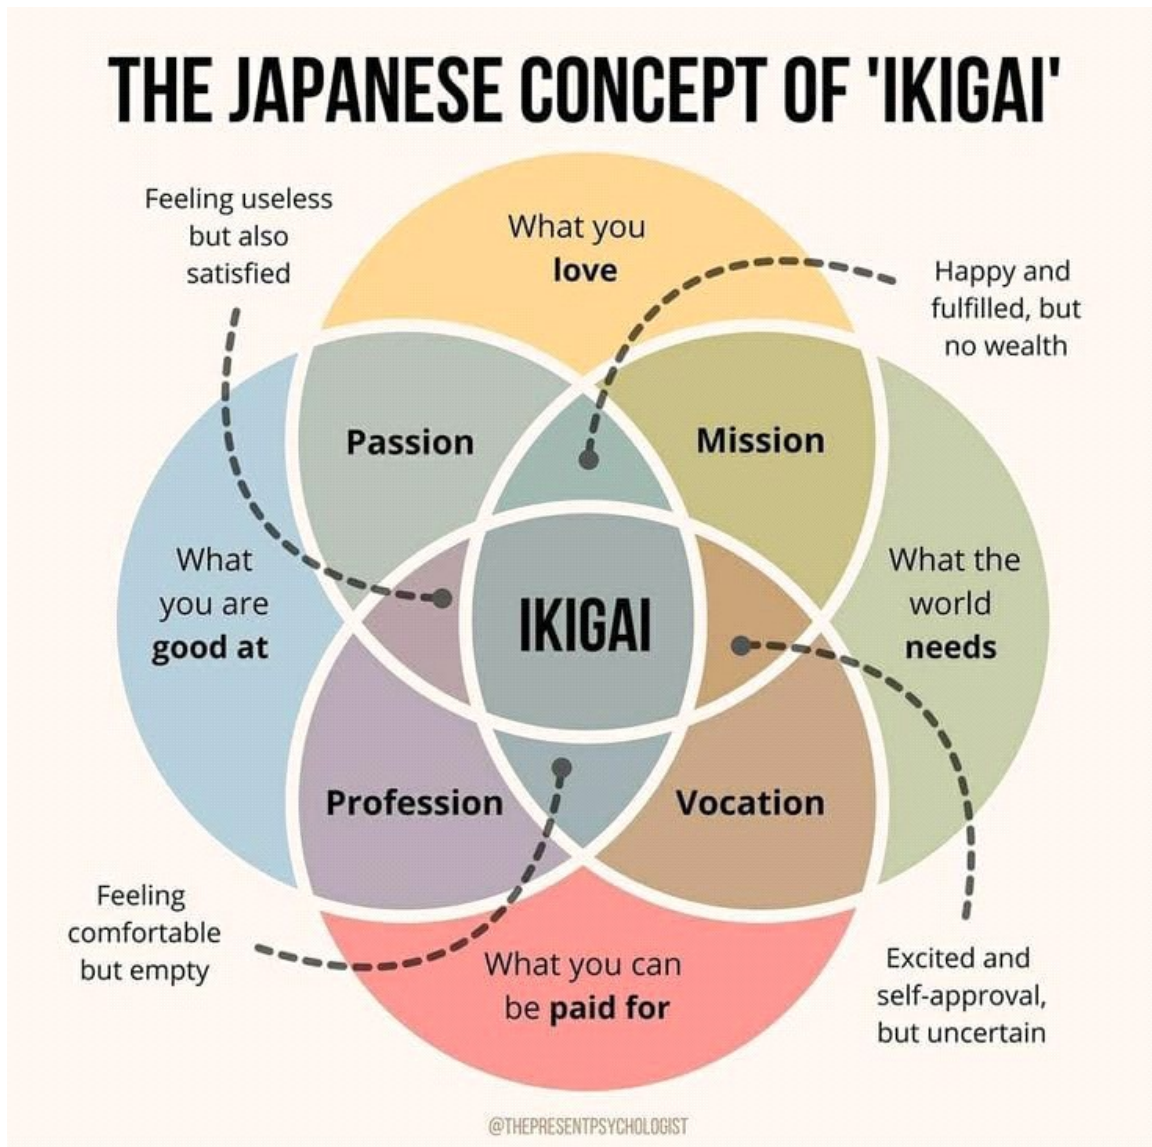 THE JAPANESE CONCEPT OF 'IKIGAI'
Feeling useless
but also
satisfied
What you
love
Happy and
fulfilled, but
no wealth
Passion
Mission
What
you are
good at
IKIGAI
What the
world
needs
Profession
Vocation
Feeling
comfortable
but empty
What you can
be paid for
Excited and
self-approval,
but uncertain
@THEPRESENTPSYCHOLOGIST